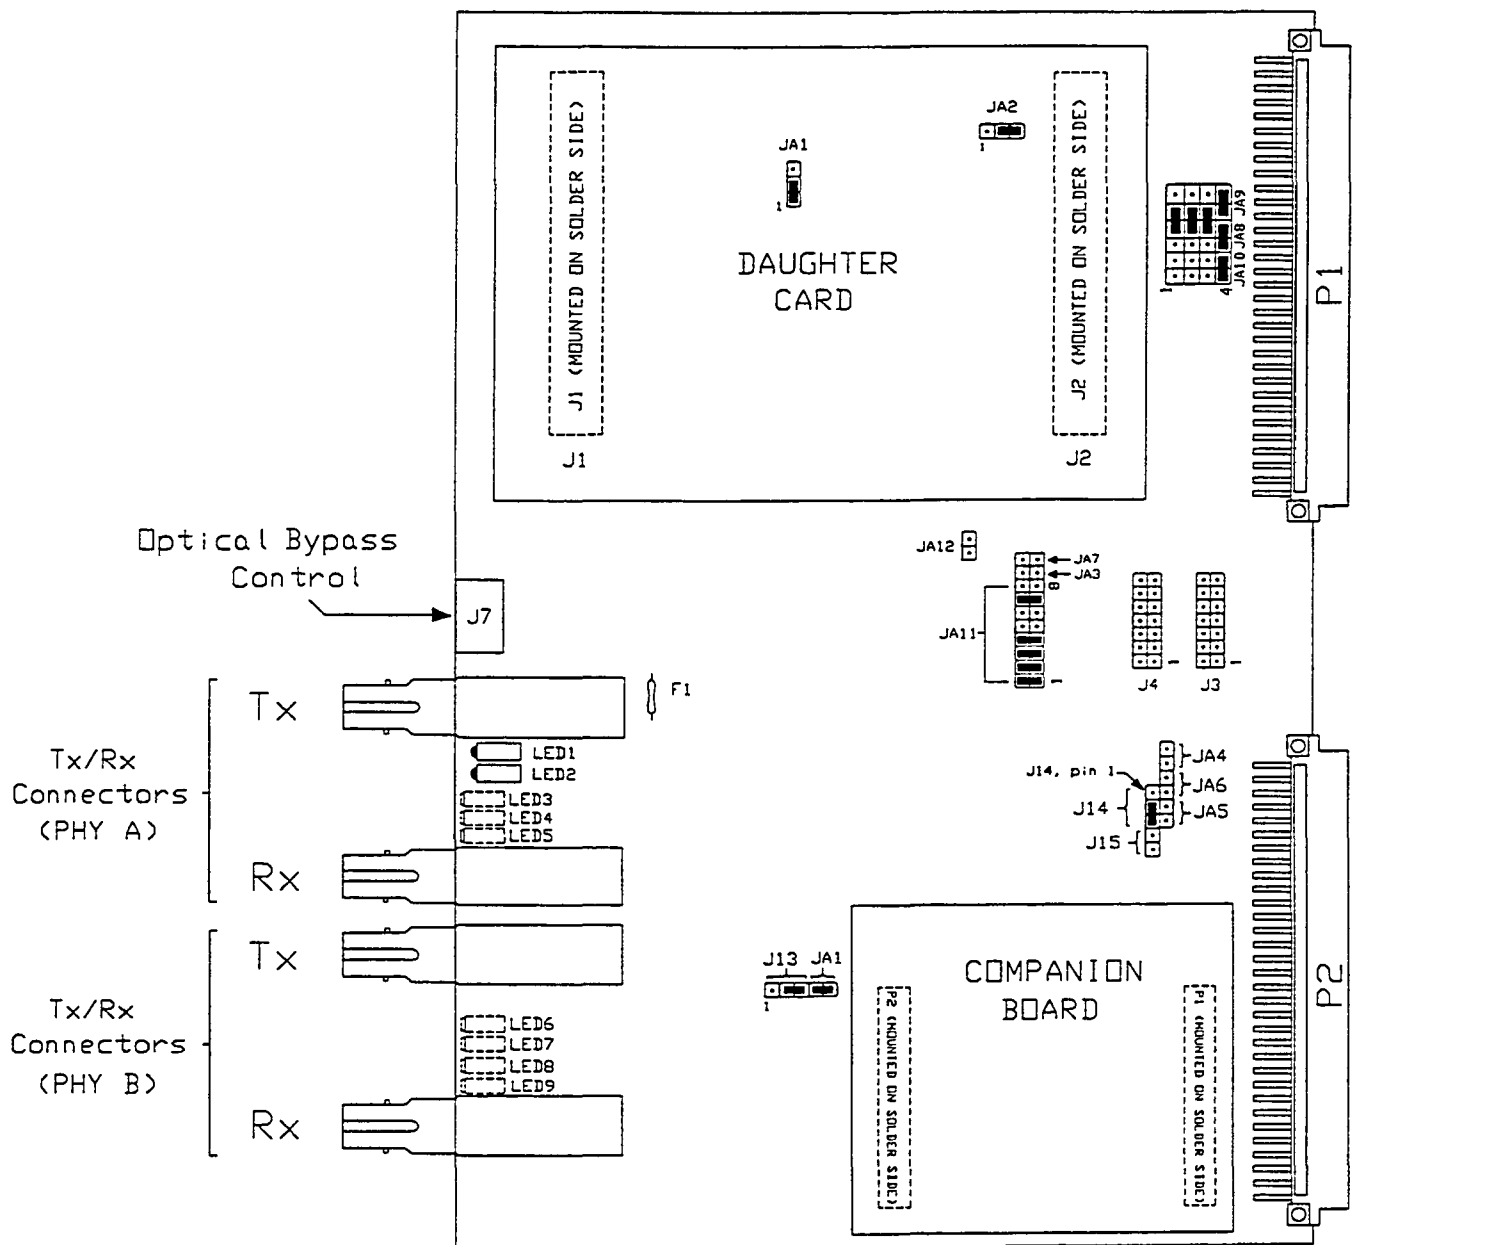 JA2
1
JA1
1
J1 (MOUNTED ON SOLDER SIDE)
J2 (MOUNTED ON SOLDER SIDE)
DAUGHTER
CARD
J1
J2
JA9
JA8
JA10
1
4
P1
Optical Bypass
Control
J7
JA12
JA7
JA3
8
JA11
1
J4
1
J3
1
Tx
F1
LED1
LED2
LED3
LED4
LED5
Tx/Rx
Connectors
(PHY A)
Rx
J14, pin 1
JA4
JA6
J14
JA5
J15
Tx
Tx/Rx
Connectors
(PHY B)
LED6
LED7
LED8
LED9
Rx
J13
JA1
1
COMPANION
BOARD
P2 (MOUNTED ON SOLDER SIDE)
P1 (MOUNTED ON SOLDER SIDE)
P2